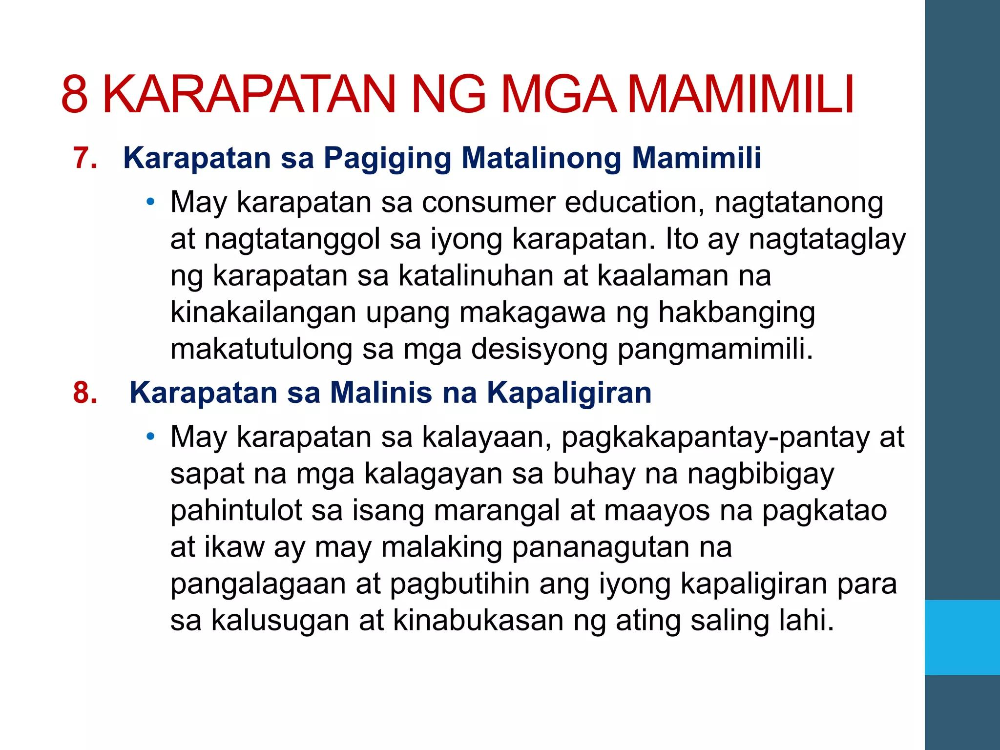 8 KARAPATAN NG MGA MAMIMILI
7. Karapatan sa Pagiging Matalinong Mamimili
• May karapatan sa consumer education, nagtatanong
at nagtatanggol sa iyong karapatan. Ito ay nagtataglay
ng karapatan sa katalinuhan at kaalaman na
kinakailangan upang makagawa ng hakbanging
makatutulong sa mga desisyong pangmamimili.
8. Karapatan sa Malinis na Kapaligiran
• May karapatan sa kalayaan, pagkakapantay-pantay at
sapat na mga kalagayan sa buhay na nagbibigay
pahintulot sa isang marangal at maayos na pagkatao
at ikaw ay may malaking pananagutan na
pangalagaan at pagbutihin ang iyong kapaligiran para
sa kalusugan at kinabukasan ng ating saling lahi.